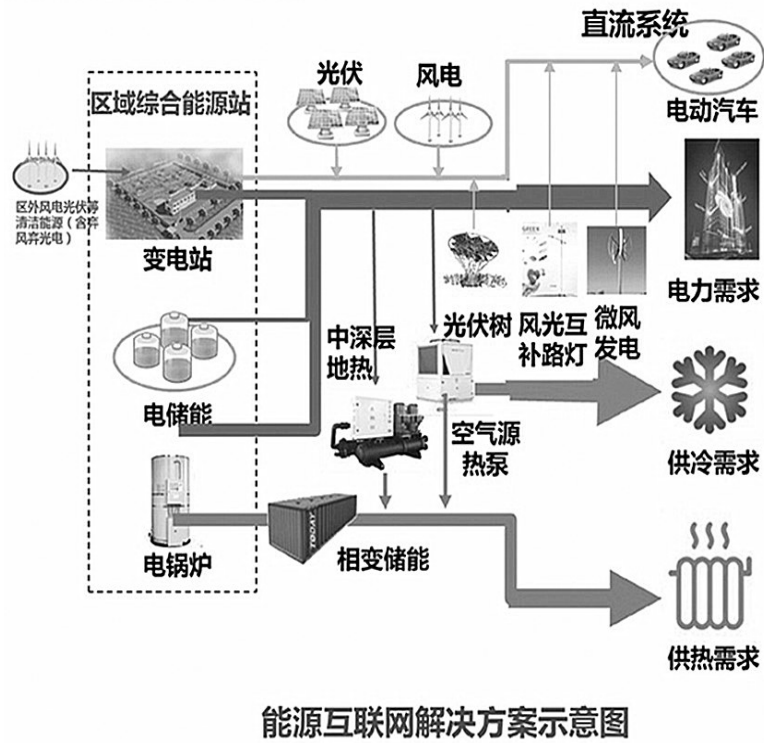 直流系统
光伏
风电
区域综合能源站
电动汽车
区外风电光伏等
清洁能源（含弃
风弃光电）
变电站
电力需求
光伏树
风光互
补路灯
微风
发电
中深层
地热
电储能
空气源
热泵
供冷需求
TODAY
电锅炉
相变储能
供热需求
能源互联网解决方案示意图